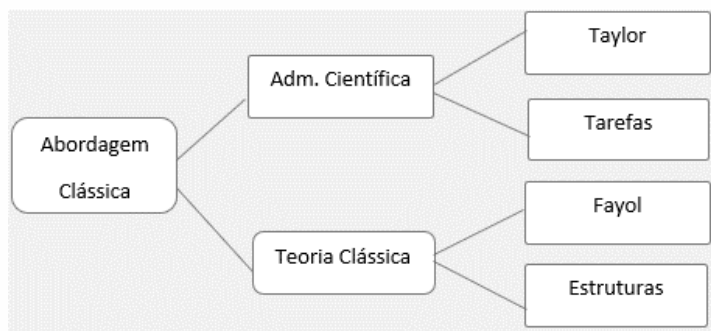 Abordagem
Clássica
Adm. Científica
Taylor
Tarefas
Teoria Clássica
Fayol
Estruturas